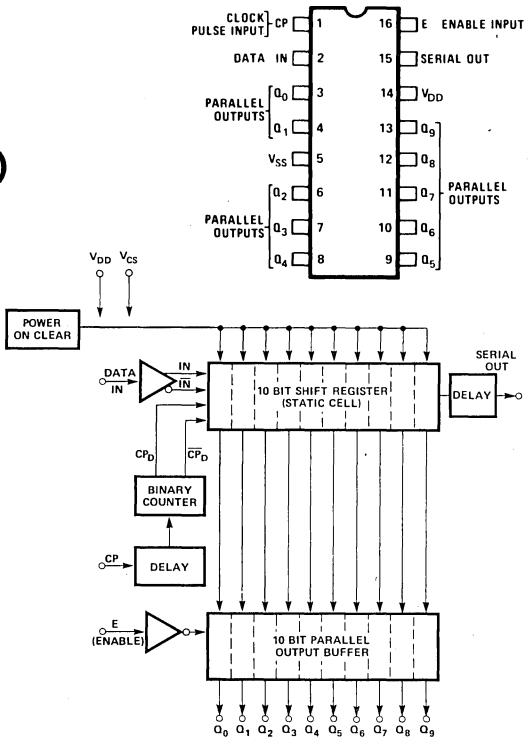 CLOCK
PULSE INPUT} CP 1 16 E ENABLE INPUT
DATA IN 2 15 SERIAL OUT
Q0 3 14 VDD
PARALLEL
OUTPUTS
Q1 4 13 Q9
VSS 5 12 Q8
Q2 6 11 Q7
PARALLEL
OUTPUTS
PARALLEL
OUTPUTS
Q3 7 10 Q6
Q4 8 9 Q5
)
VDD VCS
POWER
ON CLEAR
DATA
IN
IN
IN
10 BIT SHIFT REGISTER
(STATIC CELL)
SERIAL
OUT
DELAY
CPD CPD
BINARY
COUNTER
CP
DELAY
E
(ENABLE)
10 BIT PARALLEL
OUTPUT BUFFER
Q0 Q1 Q2 Q3 Q4 Q5 Q6 Q7 Q8 Q9